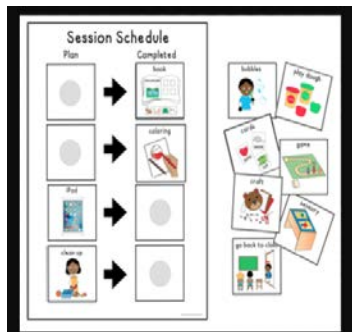 Session Schedule
Plan Completed
book
coloring
iPad
clean up
bubbles
play dough
cards
game
craft
sensory
go back to class